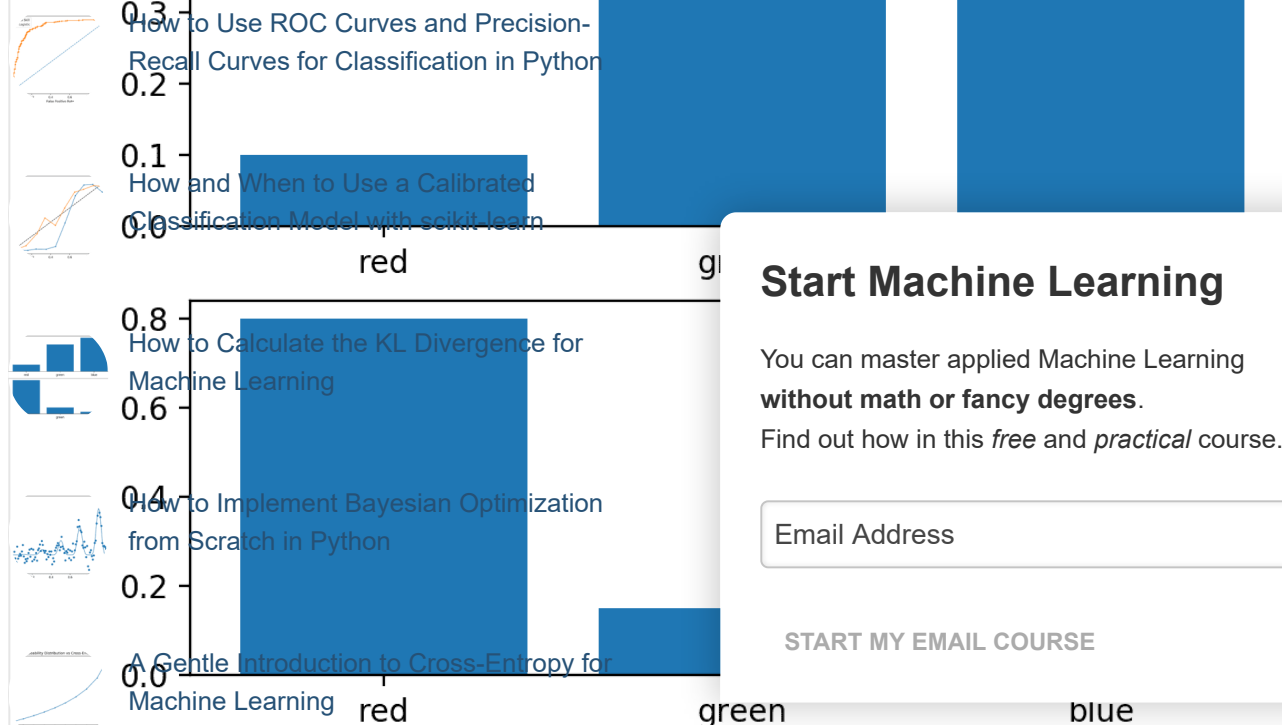 0.3
How to Use ROC Curves and Precision-
Recall Curves for Classification in Python
0.2
0.1
How and When to Use a Calibrated
Classification Model with scikit-learn
0.0
red
gr
Start Machine Learning
0.8
How to Calculate the KL Divergence for
Machine Learning
0.6
You can master applied Machine Learning
without math or fancy degrees.
Find out how in this free and practical course.
0.4
How to Implement Bayesian Optimization
from Scratch in Python
Email Address
0.2
START MY EMAIL COURSE
A Gentle Introduction to Cross-Entropy for
0.0
Machine Learning
red
green
blue